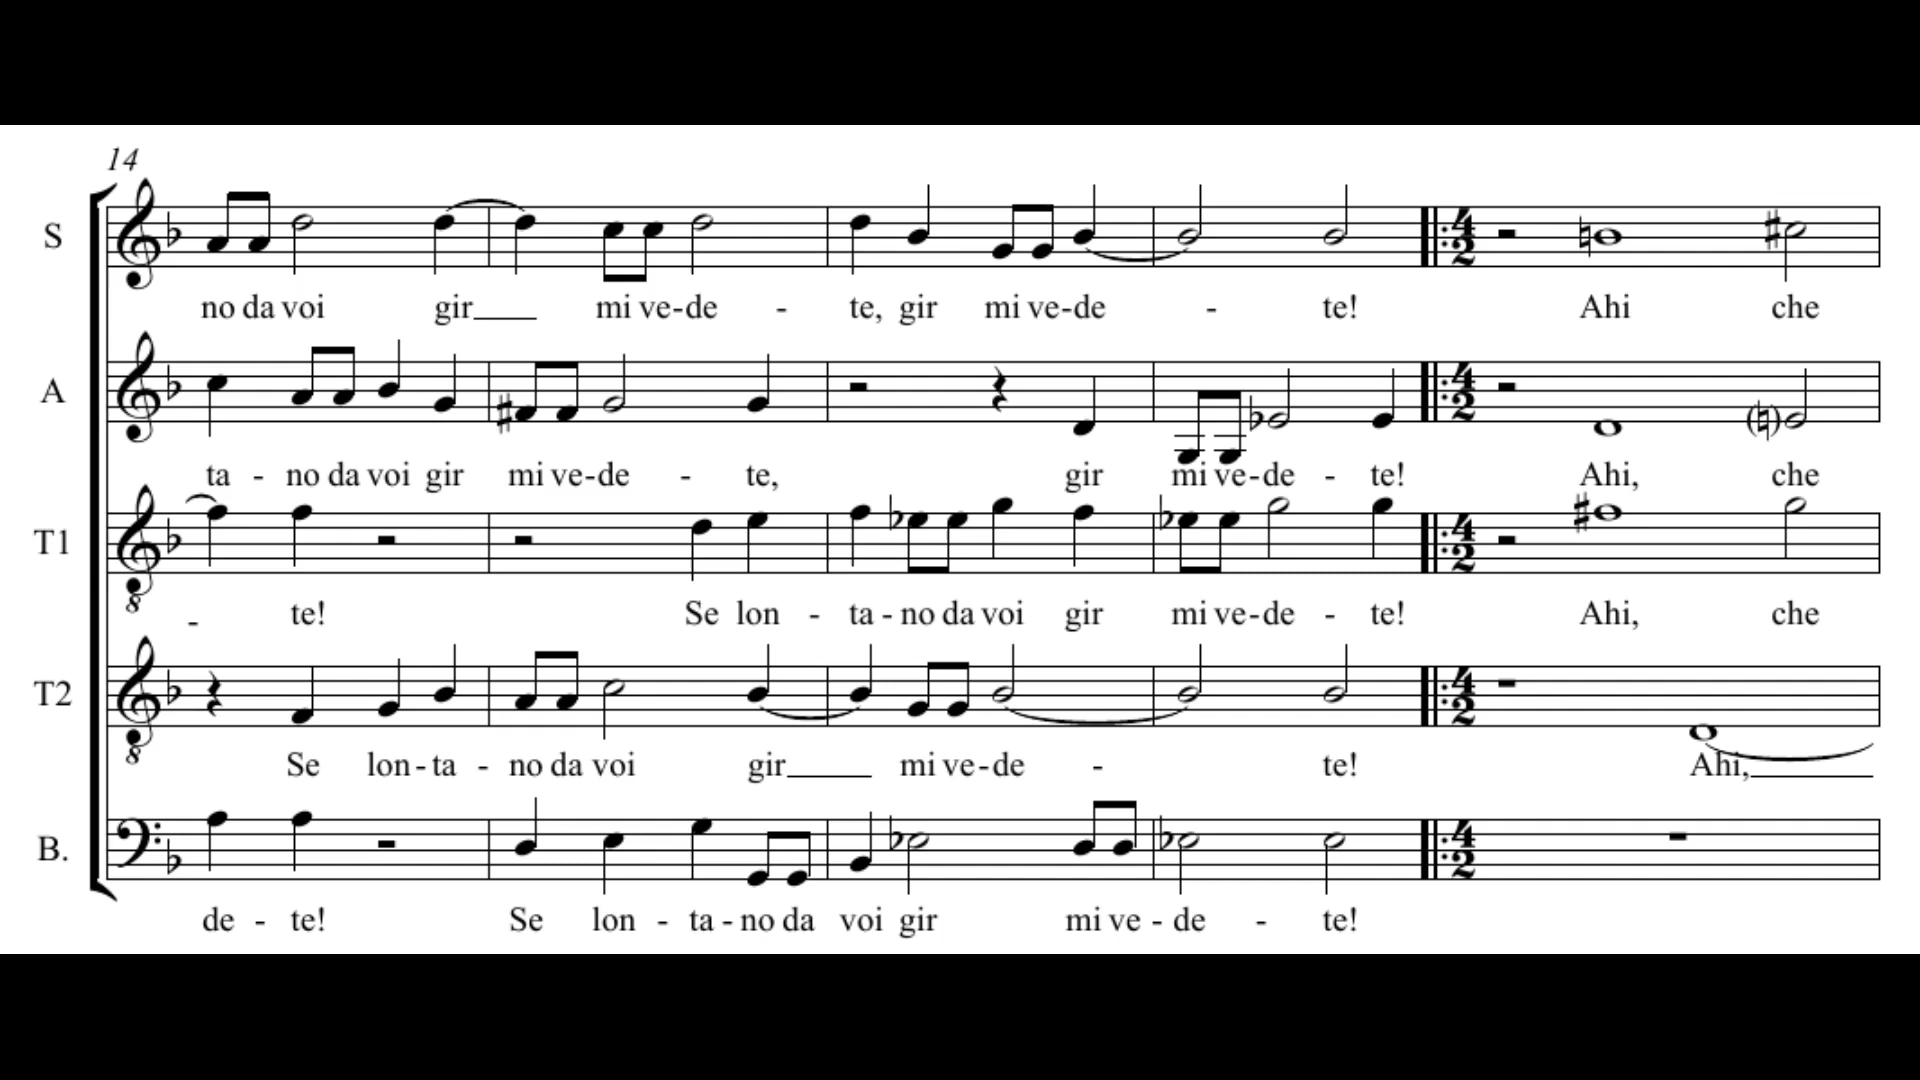 14
S
no da voi gir mi ve-de - te, gir mi ve-de - te! Ahi che
A
ta - no da voi gir mi ve-de - te, gir mi ve-de - te! Ahi, che
T1
- te! Se lon - ta - no da voi gir mi ve-de - te! Ahi, che
T2
Se lon - ta - no da voi gir mi ve-de - te! Ahi,
B.
de - te! Se lon - ta - no da voi gir mi ve - de - te!